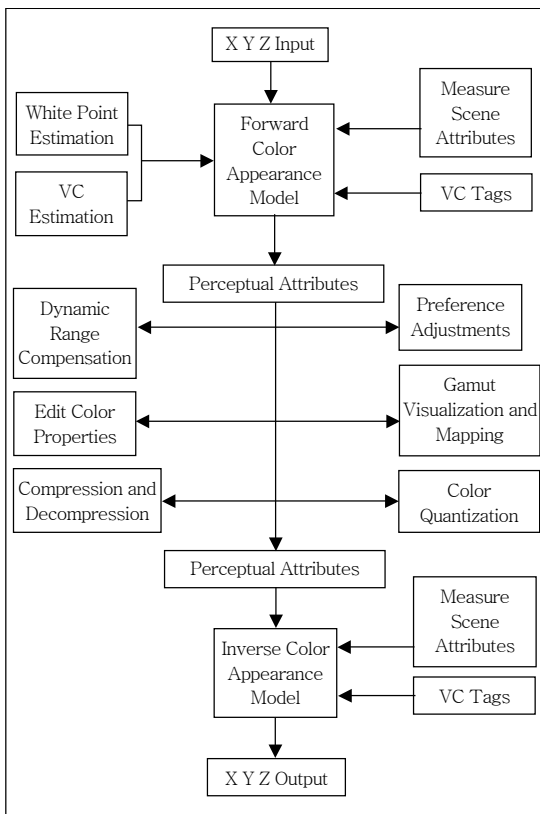 X Y Z Input
White Point
Estimation
VC
Estimation
Forward
Color
Appearance
Model
Measure
Scene
Attributes
VC Tags
Perceptual Attributes
Dynamic
Range
Compensation
Preference
Adjustments
Edit Color
Properties
Gamut
Visualization and
Mapping
Compression and
Decompression
Color
Quantization
Perceptual Attributes
Inverse Color
Appearance
Model
Measure
Scene
Attributes
VC Tags
X Y Z Output